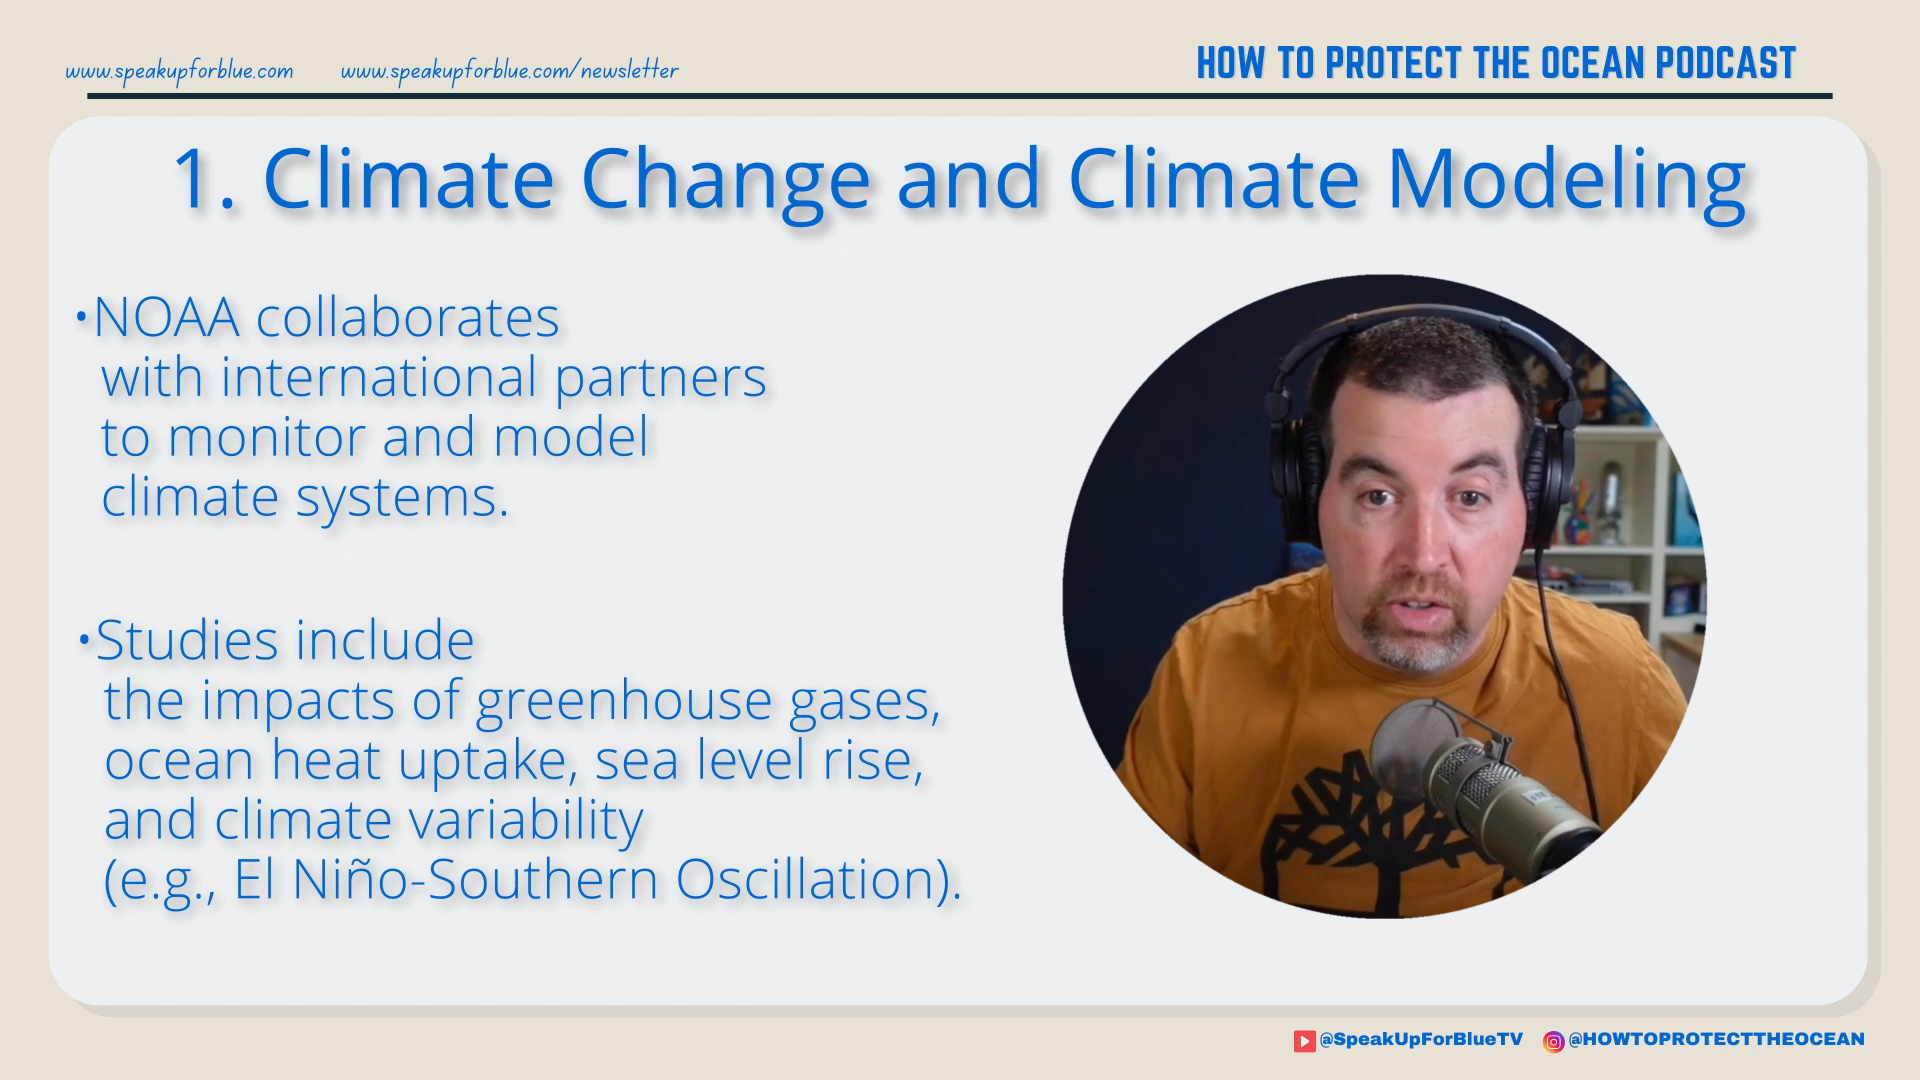 www.speakupforblue.com www.speakupforblue.com/newsletter
HOW TO PROTECT THE OCEAN PODCAST
1. Climate Change and Climate Modeling
•NOAA collaborates
with international partners
to monitor and model
climate systems.
•Studies include
the impacts of greenhouse gases,
ocean heat uptake, sea level rise,
and climate variability
(e.g., El Niño-Southern Oscillation).
@SpeakUpForBlueTV @HOWTOPROTECTTHEOCEAN